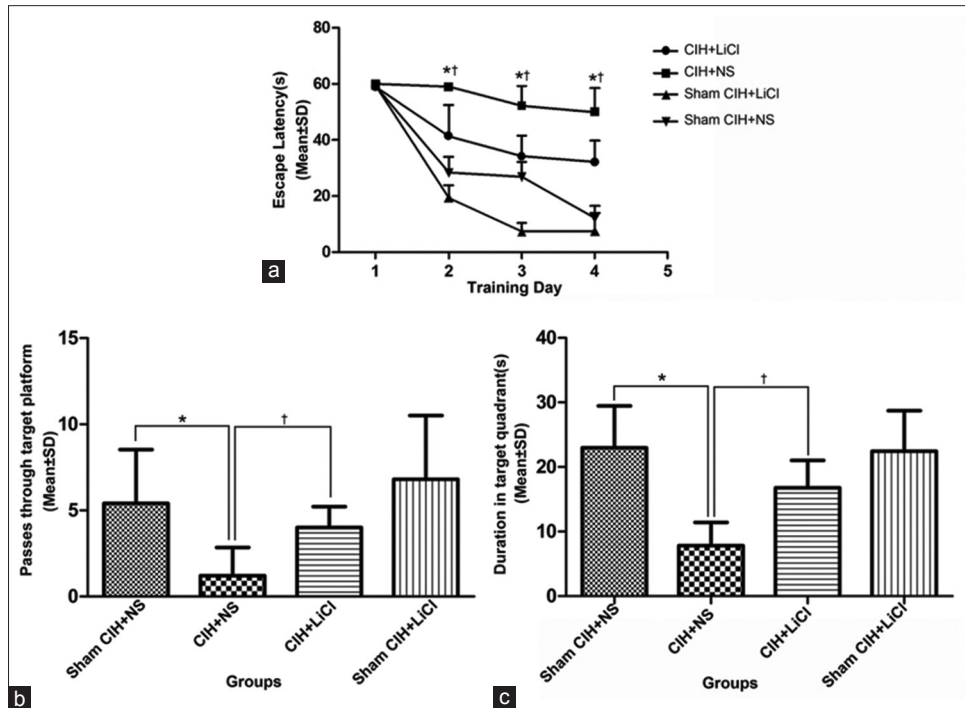 80
60
40
20
0
Escape Latency(s)
(Mean±SD)
*†
*†
*†
1
2
3
4
5
Training Day
CIH+LiCl
CIH+NS
Sham CIH+LiCl
Sham CIH+NS
a
15
10
5
0
Passes through target platform
(Mean±SD)
*
†
Sham CIH+NS
CIH+NS
CIH+LiCl
Sham CIH+LiCl
Groups
b
40
30
20
10
0
Duration in target quadrant(s)
(Mean±SD)
*
†
Sham CIH+NS
CIH+NS
CIH+LiCl
Sham CIH+LiCl
Groups
c